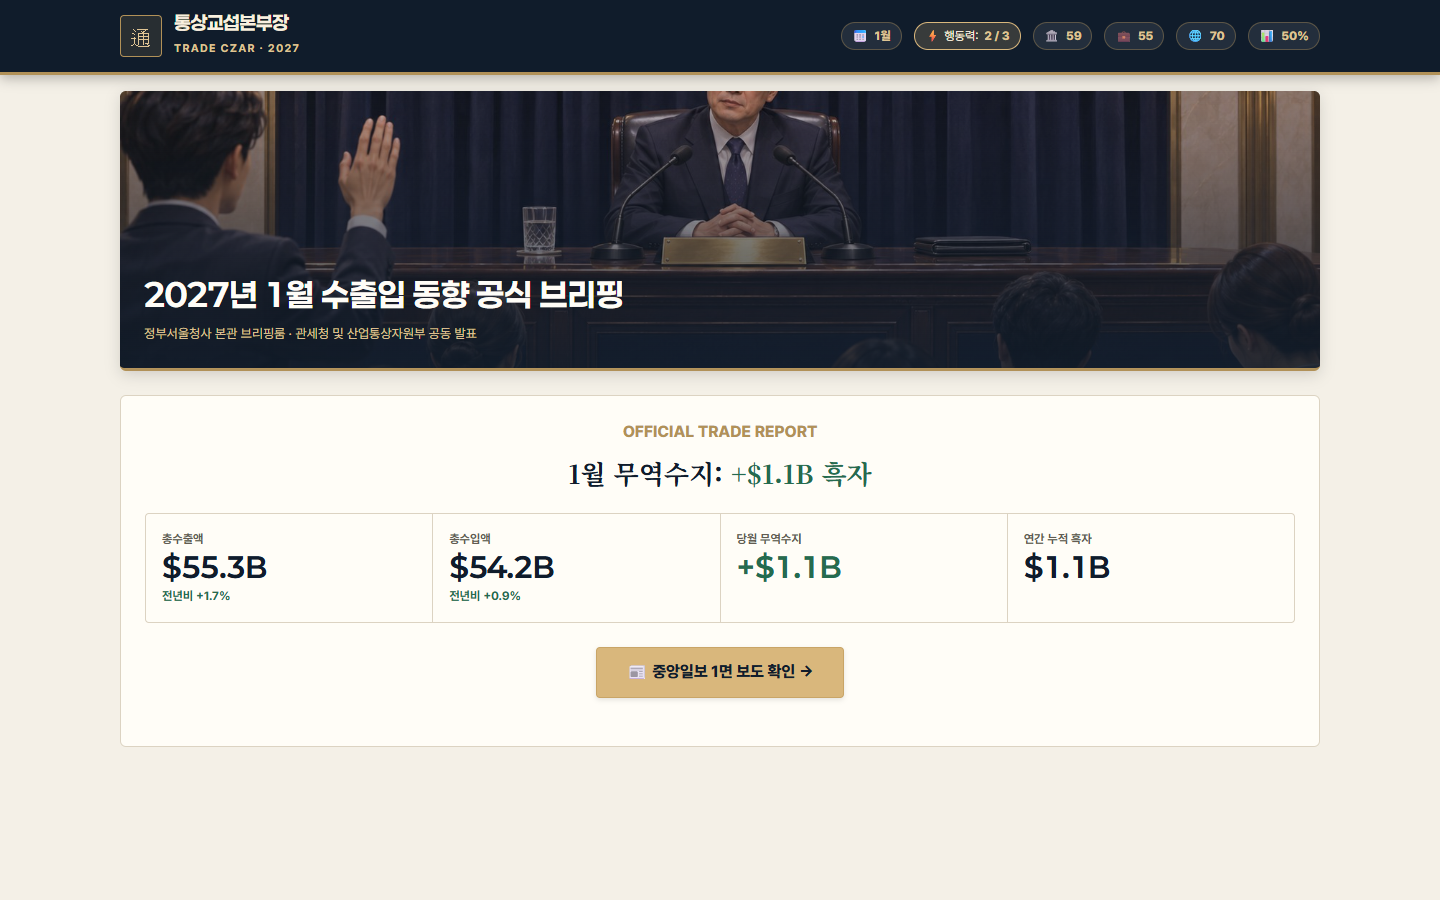 通
통상교섭본부장
TRADE CZAR · 2027
1월
행동력: 2 / 3
59
55
70
50%
2027년 1월 수출입 동향 공식 브리핑
정부서울청사 본관 브리핑룸 · 관세청 및 산업통상자원부 공동 발표
OFFICIAL TRADE REPORT
1월 무역수지: +$1.1B 흑자
총수출액
$55.3B
전년비 +1.7%
총수입액
$54.2B
전년비 +0.9%
당월 무역수지
+$1.1B
연간 누적 흑자
$1.1B
중앙일보 1면 보도 확인 →